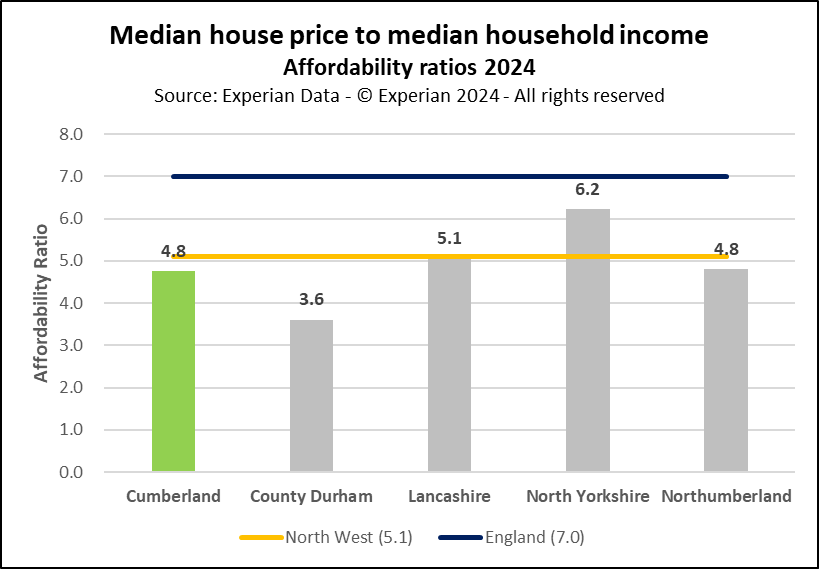 Median house price to median household income
Affordability ratios 2024
Source: Experian Data - © Experian 2024 - All rights reserved
Affordability Ratio
8.0
7.0
6.0
5.0
4.0
3.0
2.0
1.0
0.0
4.8
3.6
5.1
6.2
4.8
Cumberland
County Durham
Lancashire
North Yorkshire
Northumberland
North West (5.1)
England (7.0)